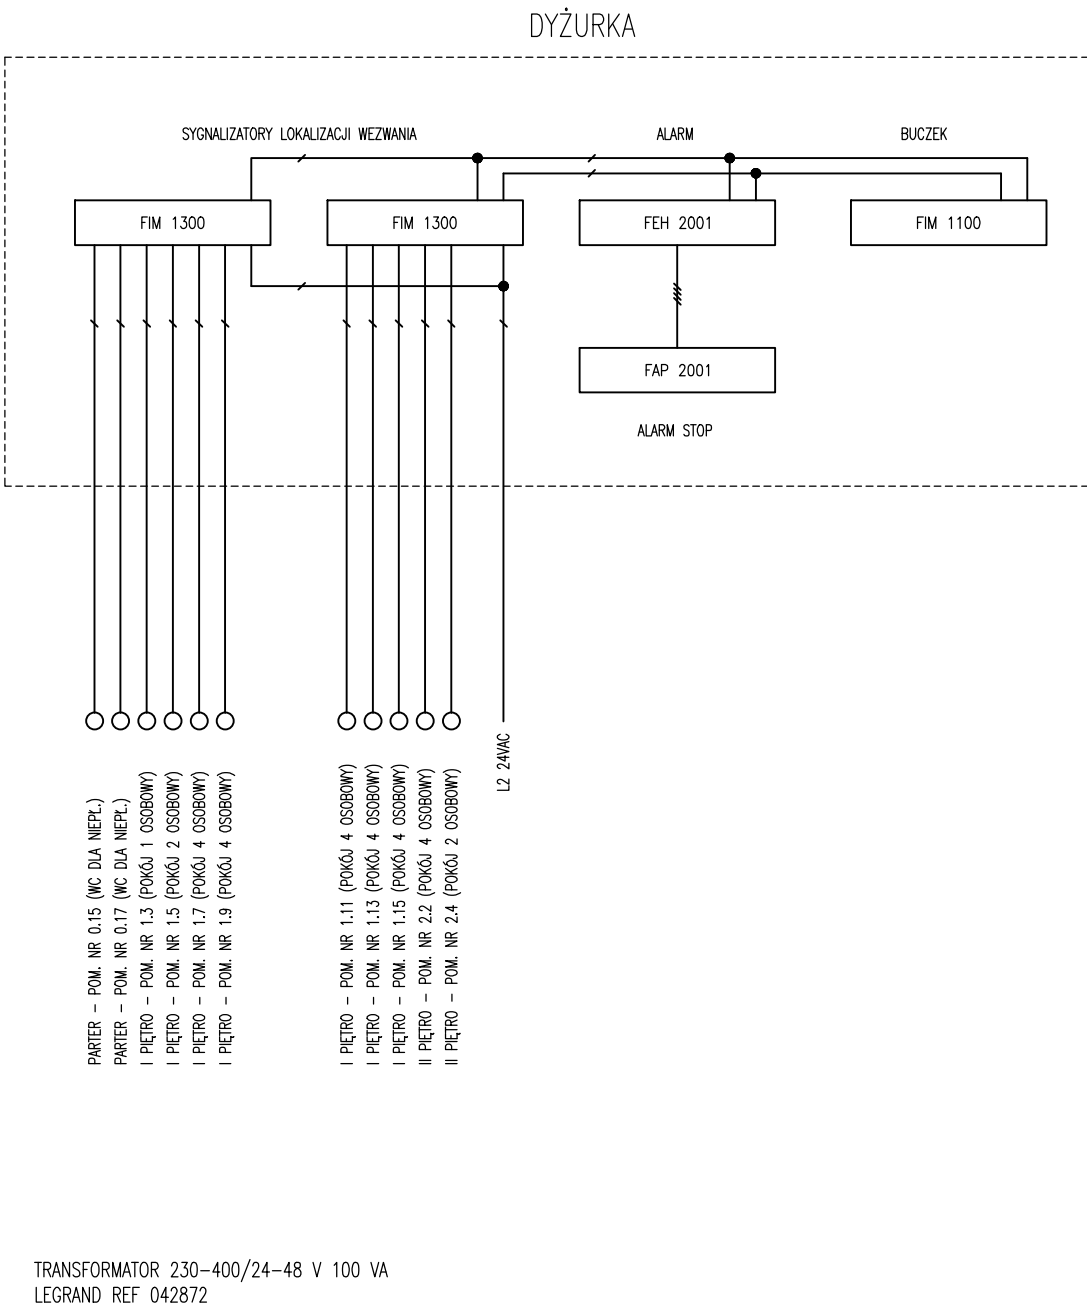 DYŻURKA
SYGNALIZATORY LOKALIZACJI WEZWANIA
ALARM
BUCZEK
FIM 1300
FIM 1300
FEH 2001
FIM 1100
FAP 2001
ALARM STOP
PARTER - POM. NR 0.15 (WC DLA NIEPŁ.)
PARTER - POM. NR 0.17 (WC DLA NIEPŁ.)
I PIĘTRO - POM. NR 1.3 (POKÓJ 1 OSOBOWY)
I PIĘTRO - POM. NR 1.5 (POKÓJ 2 OSOBOWY)
I PIĘTRO - POM. NR 1.7 (POKÓJ 4 OSOBOWY)
I PIĘTRO - POM. NR 1.9 (POKÓJ 4 OSOBOWY)
I PIĘTRO - POM. NR 1.11 (POKÓJ 4 OSOBOWY)
I PIĘTRO - POM. NR 1.13 (POKÓJ 4 OSOBOWY)
I PIĘTRO - POM. NR 1.15 (POKÓJ 4 OSOBOWY)
II PIĘTRO - POM. NR 2.2 (POKÓJ 4 OSOBOWY)
II PIĘTRO - POM. NR 2.4 (POKÓJ 2 OSOBOWY)
L2 24VAC
TRANSFORMATOR 230-400/24-48 V 100 VA
LEGRAND REF 042872